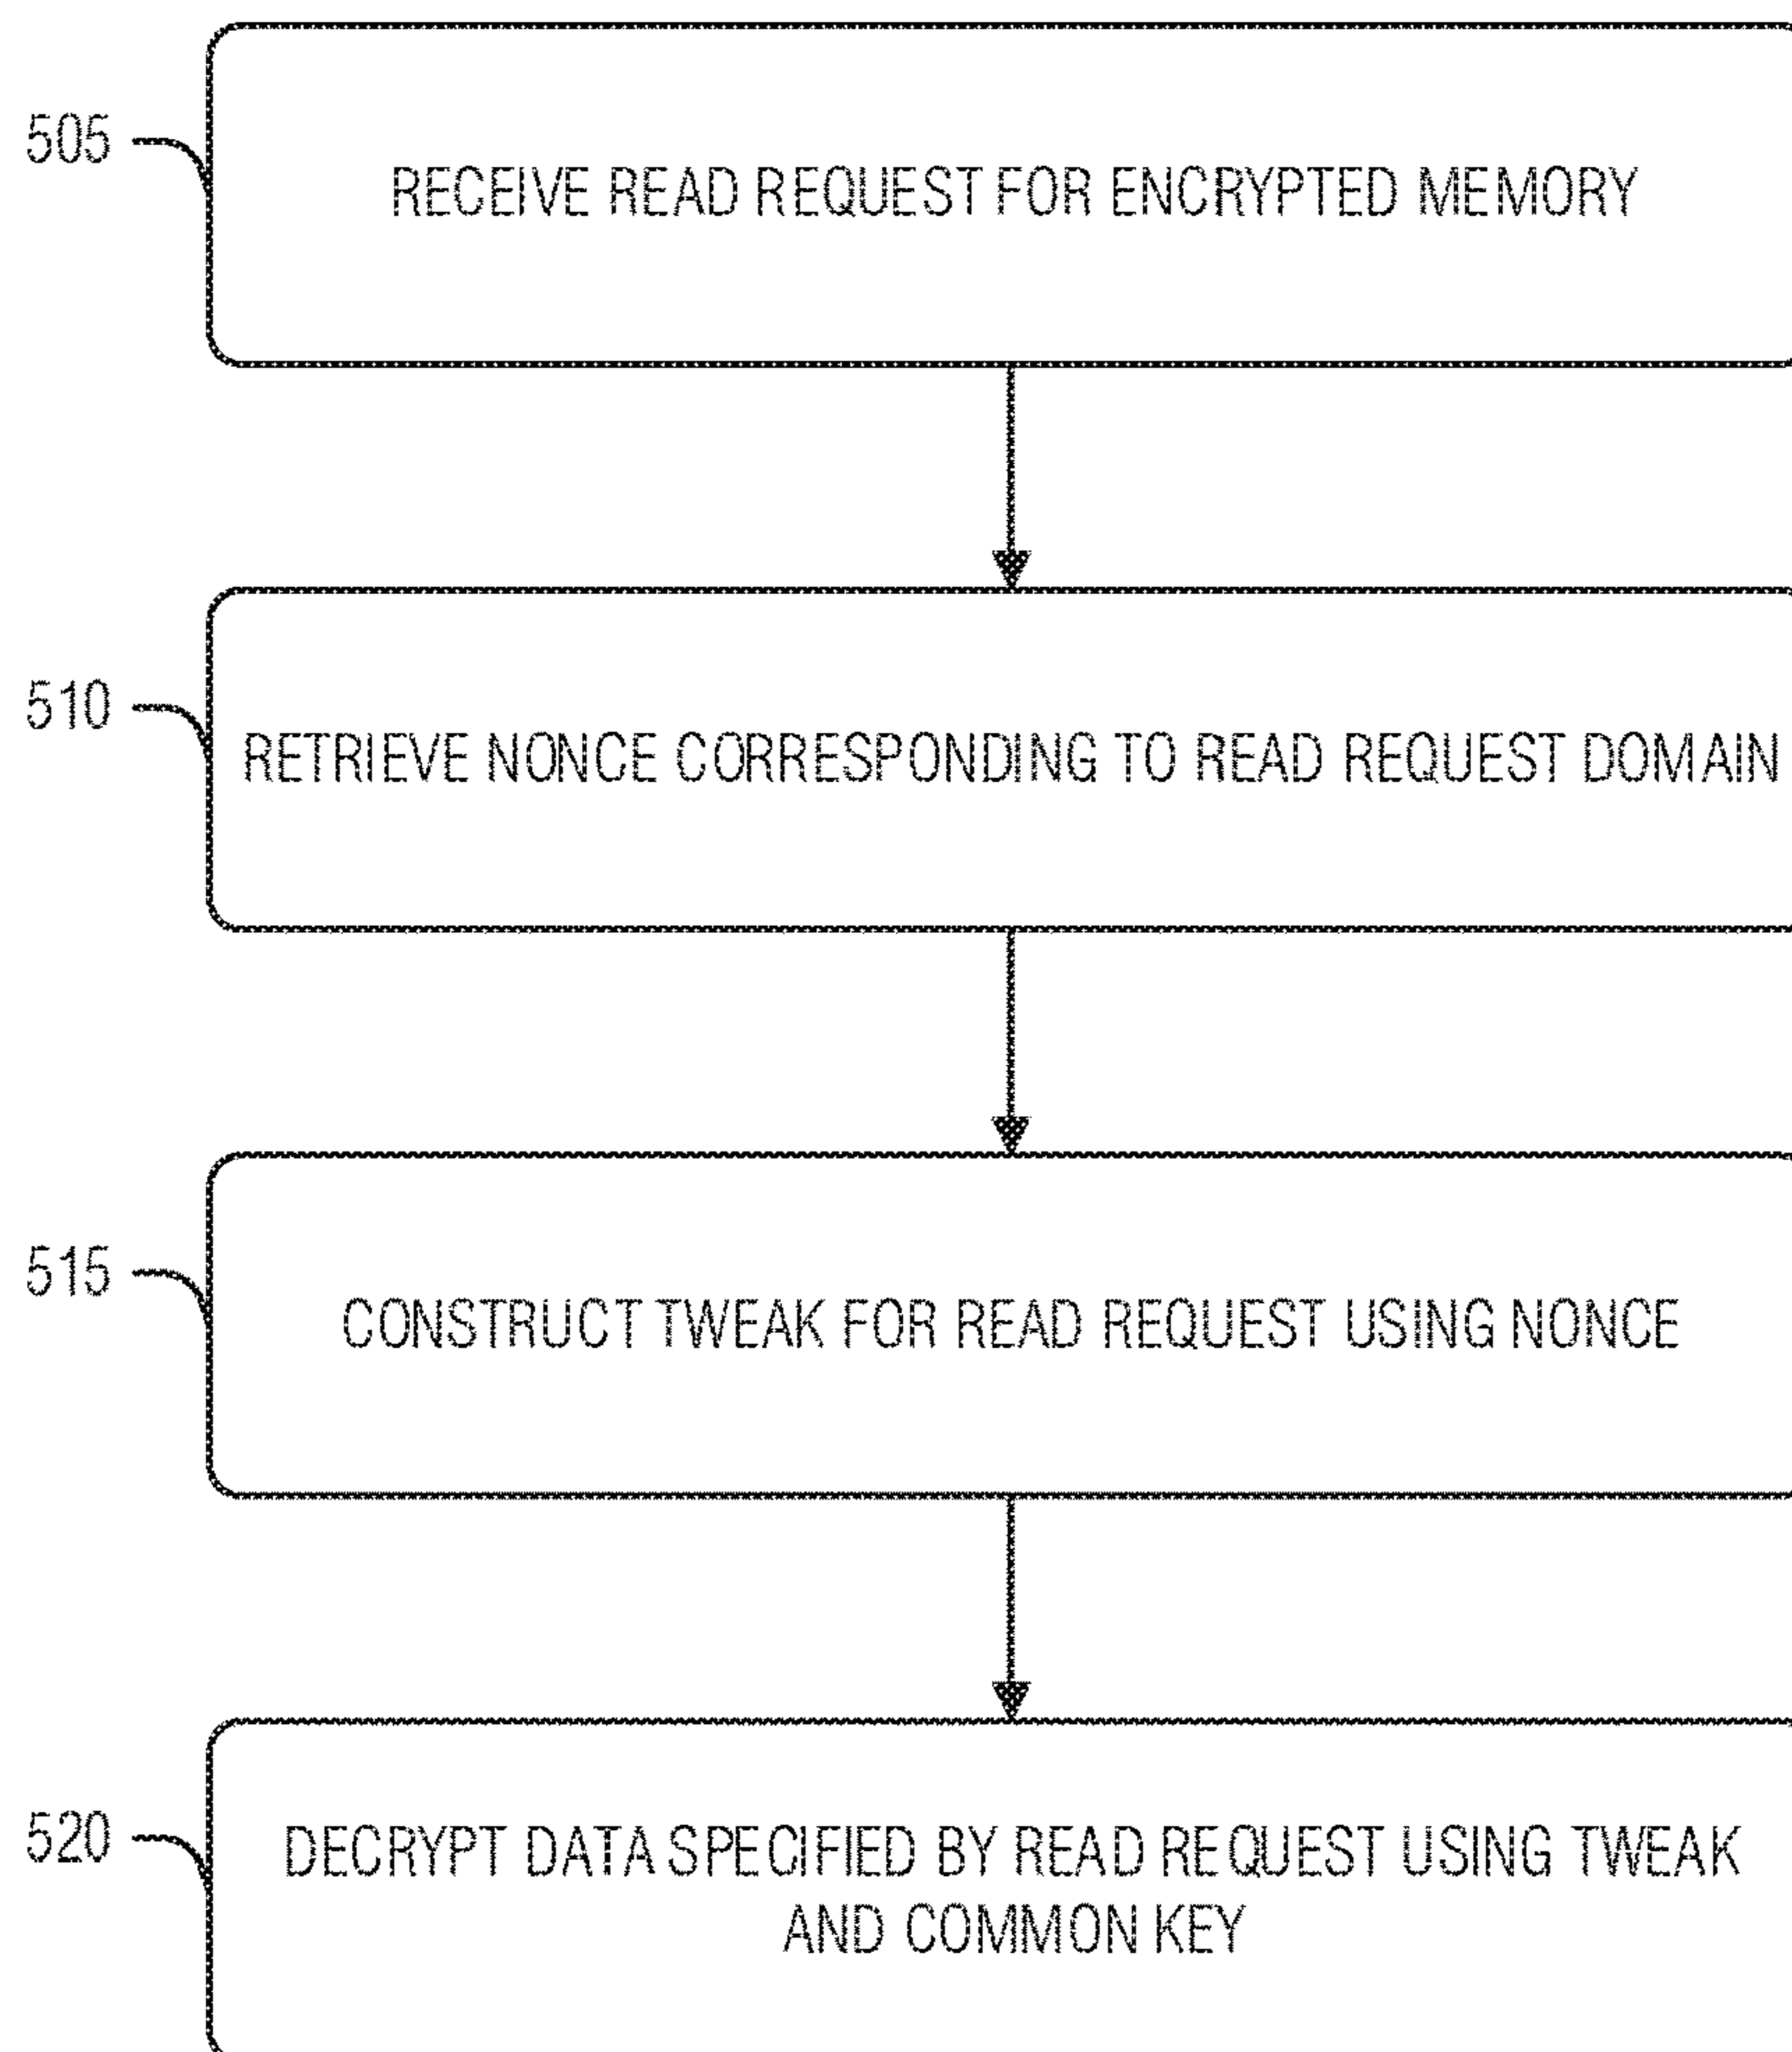 505
RECEIVE READ REQUEST FOR ENCRYPTED MEMORY
510
RETRIEVE NONCE CORRESPONDING TO READ REQUEST DOMAIN
515
CONSTRUCT TWEAK FOR READ REQUEST USING NONCE
520
DECRYPT DATA SPECIFIED BY READ REQUEST USING TWEAK
AND COMMON KEY